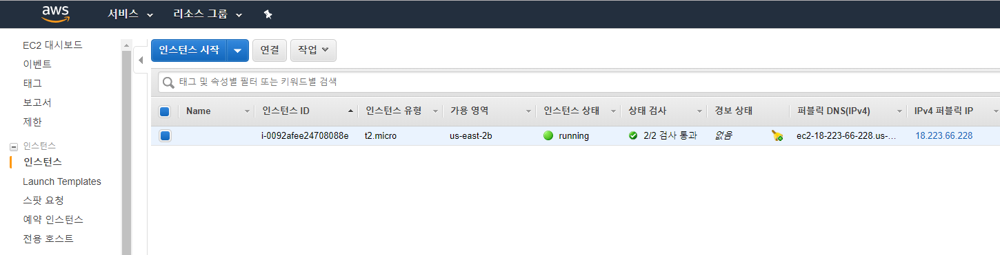 aws 서비스 리소스 그룹
EC2 대시보드
이벤트
태그
보고서
제한
인스턴스
인스턴스
Launch Templates
스팟 요청
예약 인스턴스
전용 호스트
인스턴스 시작 연결 작업
태그 및 속성별 필터 또는 키워드별 검색
Name 인스턴스 ID 인스턴스 유형 가용 영역 인스턴스 상태 상태 검사 경보 상태 퍼블릭 DNS(IPv4) IPv4 퍼블릭 IP
i-0092afee24708088e t2.micro us-east-2b running 2/2 검사 통과 없음 ec2-18-223-66-228.us-... 18.223.66.228